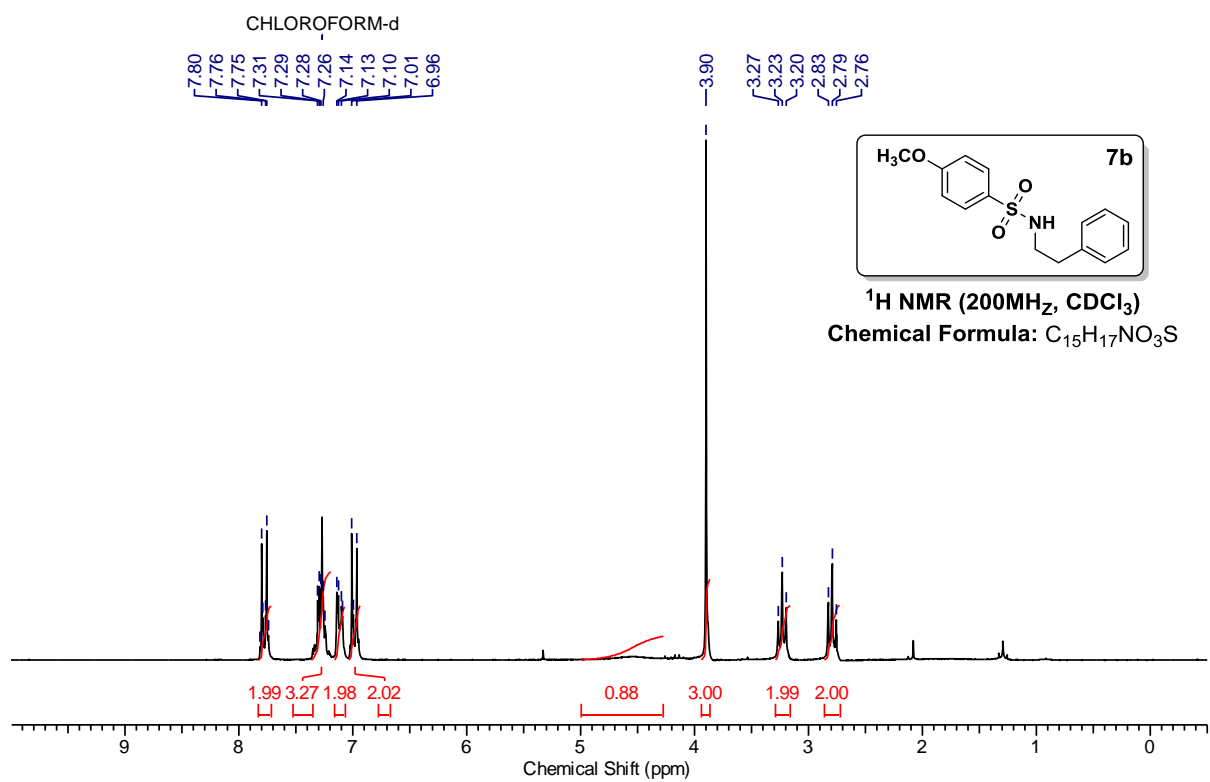 CHLOROFORM-d
7.80 7.76 7.75 7.31 7.29 7.28 7.26 7.14 7.13 7.10 7.01 6.96 3.90 3.27 3.23 3.20 2.83 2.79 2.76
7b
H₃CO
O
S
O
NH
¹H NMR (200MHZ, CDCl₃)
Chemical Formula: C₁₅H₁₇NO₃S
1.99 3.27 1.98 2.02 0.88 3.00 1.99 2.00
9 8 7 6 5 4 3 2 1 0
Chemical Shift (ppm)